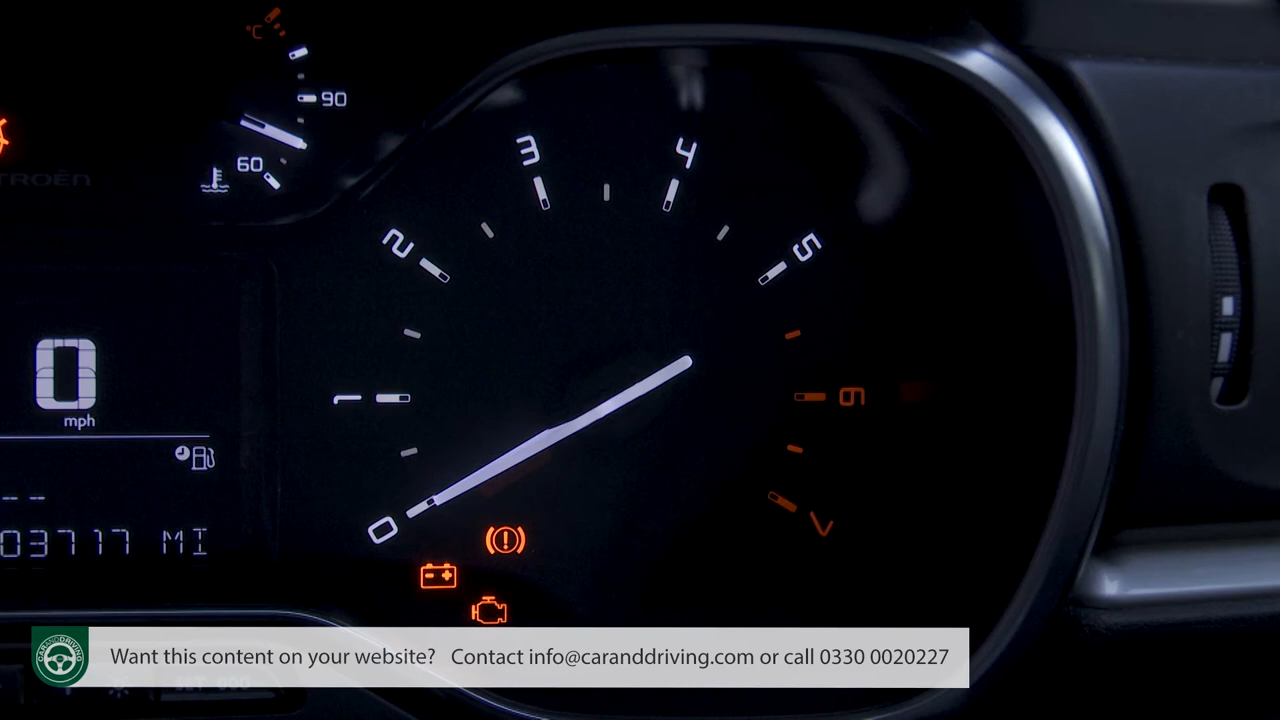 °C
90
60
TROËN
3
4
2
5
0
mph
1
6
03717 MI
0
7
CARANDDRIVING
Want this content on your website? Contact info@caranddriving.com or call 0330 0020227